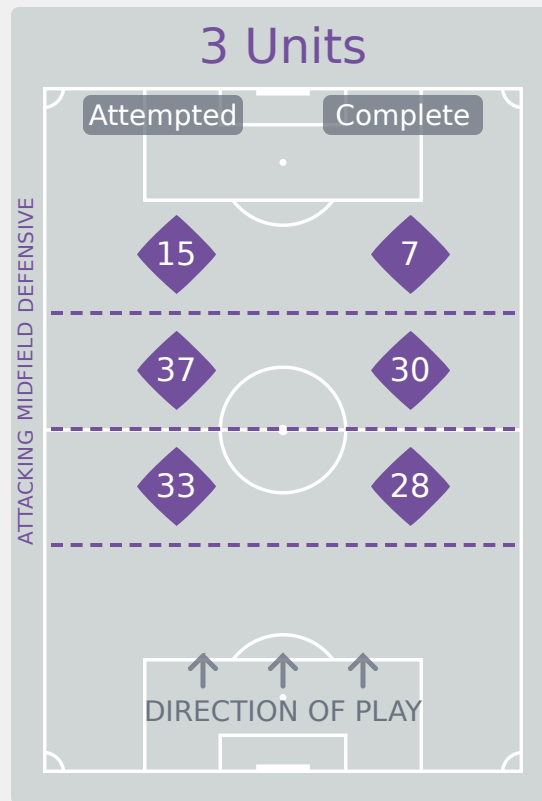 3 Units
Attempted Complete
ATTACKING MIDFIELD DEFENSIVE
15 7
37 30
33 28
DIRECTION OF PLAY